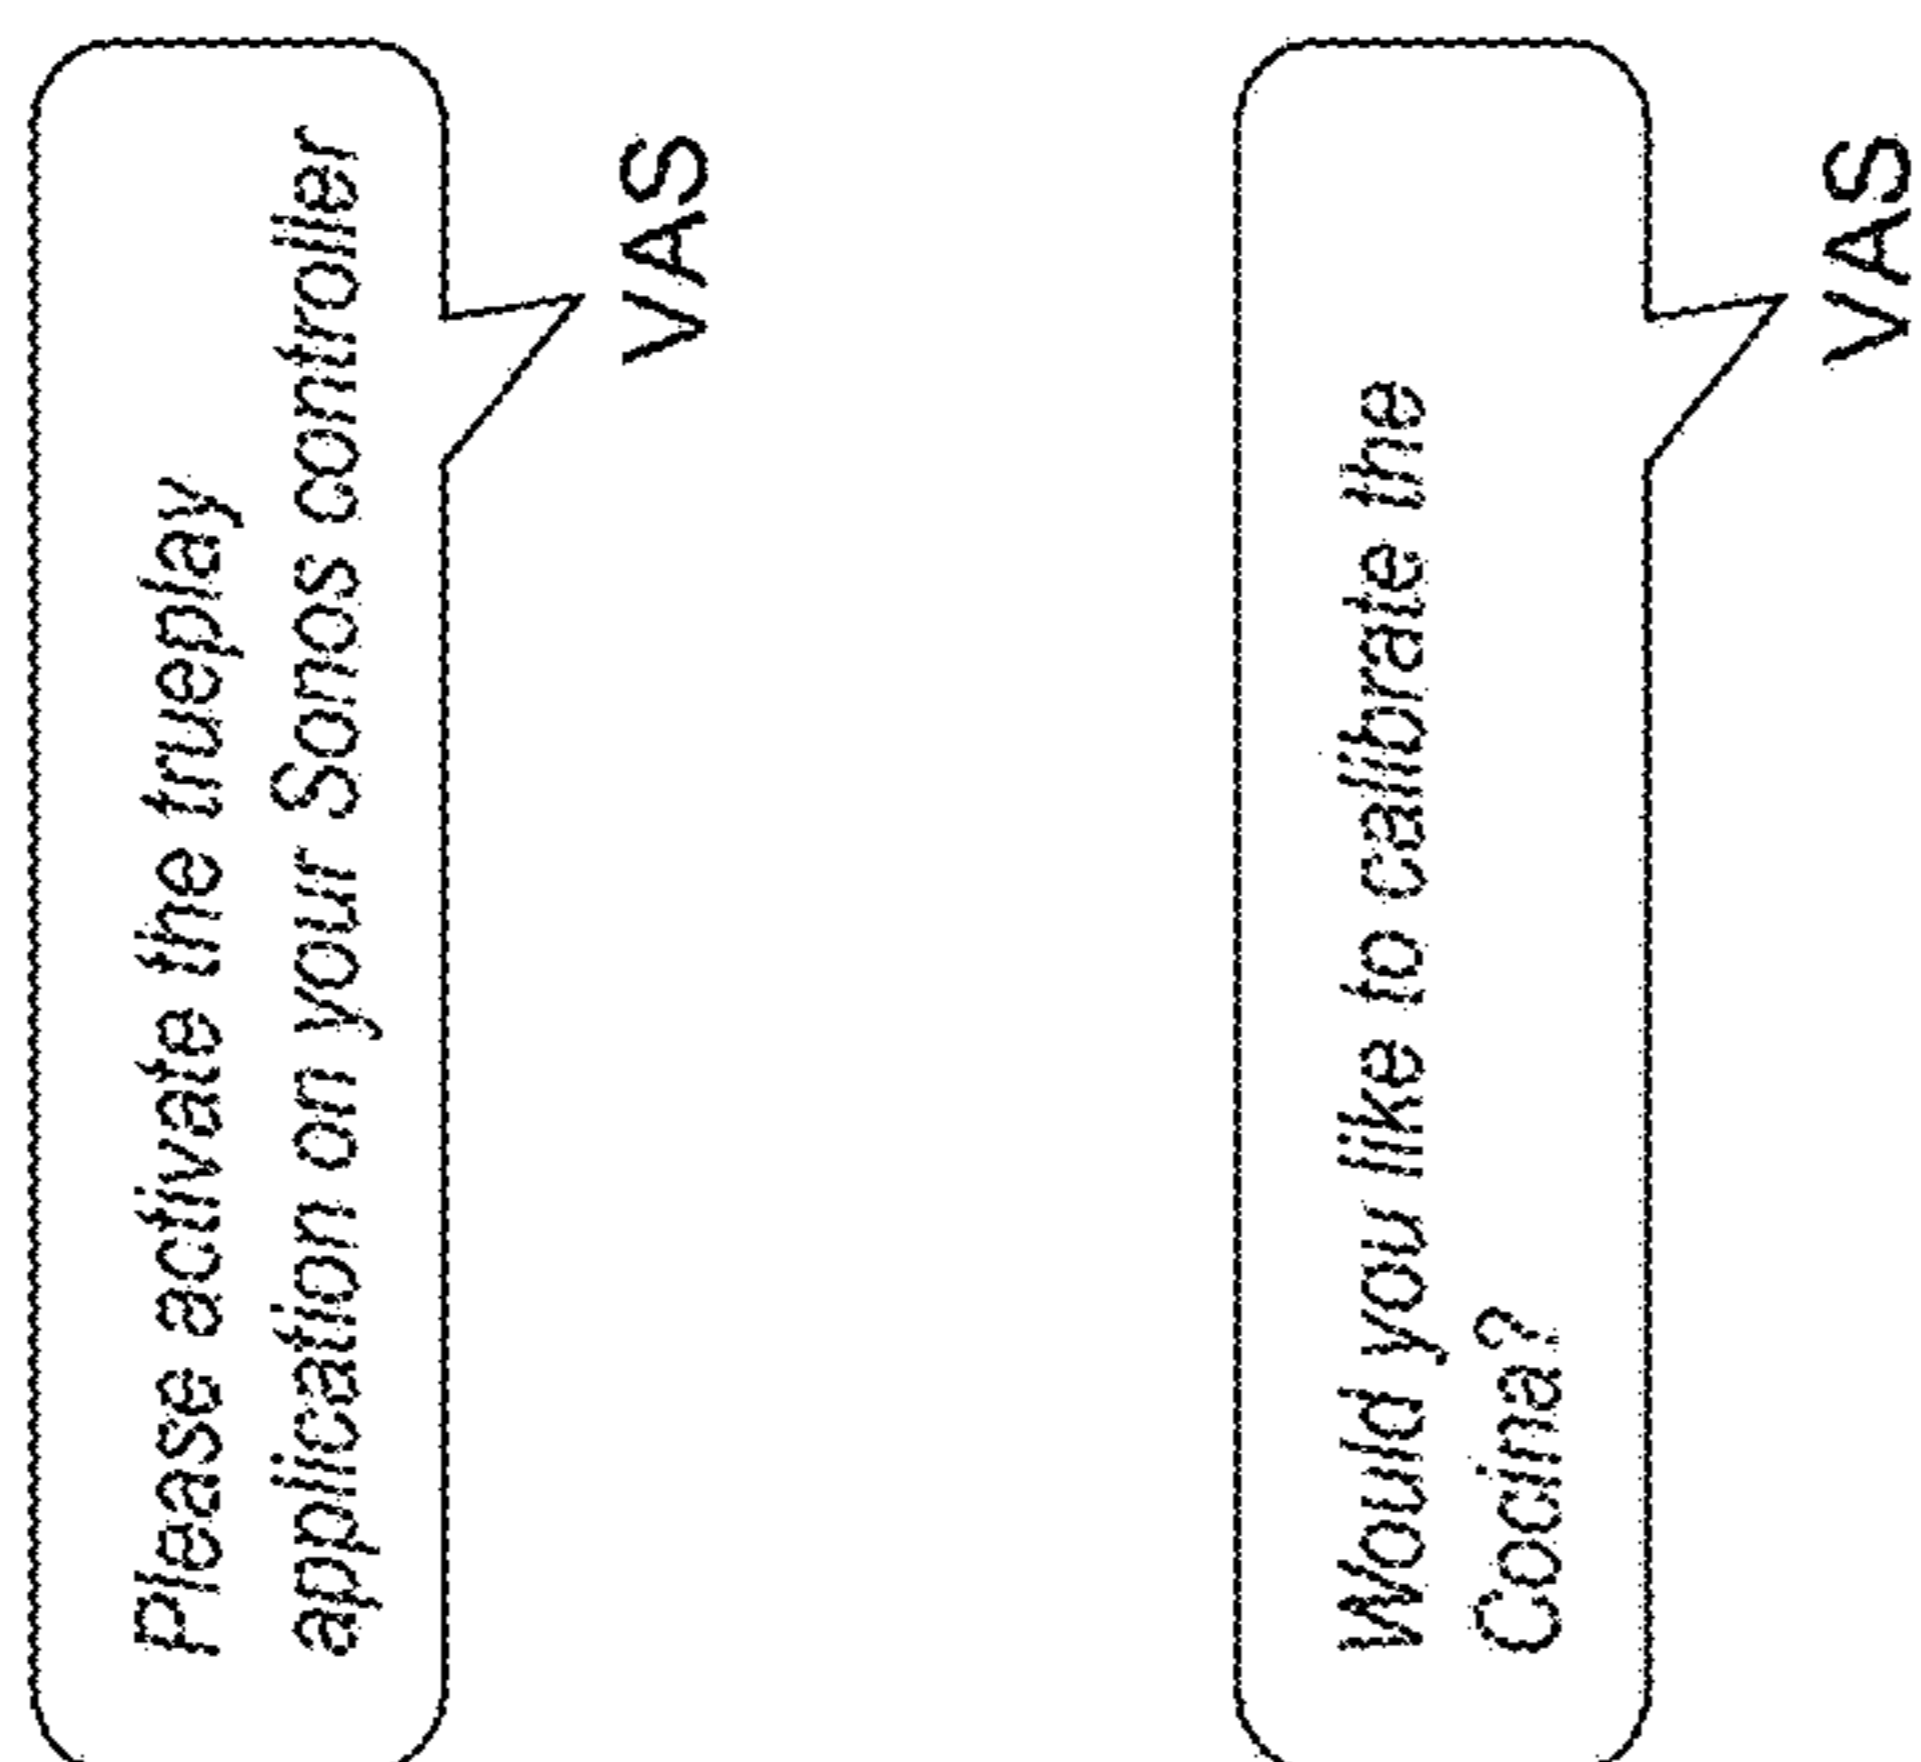 Please activate the trueplay
application on your Sonos controller
VAS
Would you like to calibrate the
Cocina?
VAS